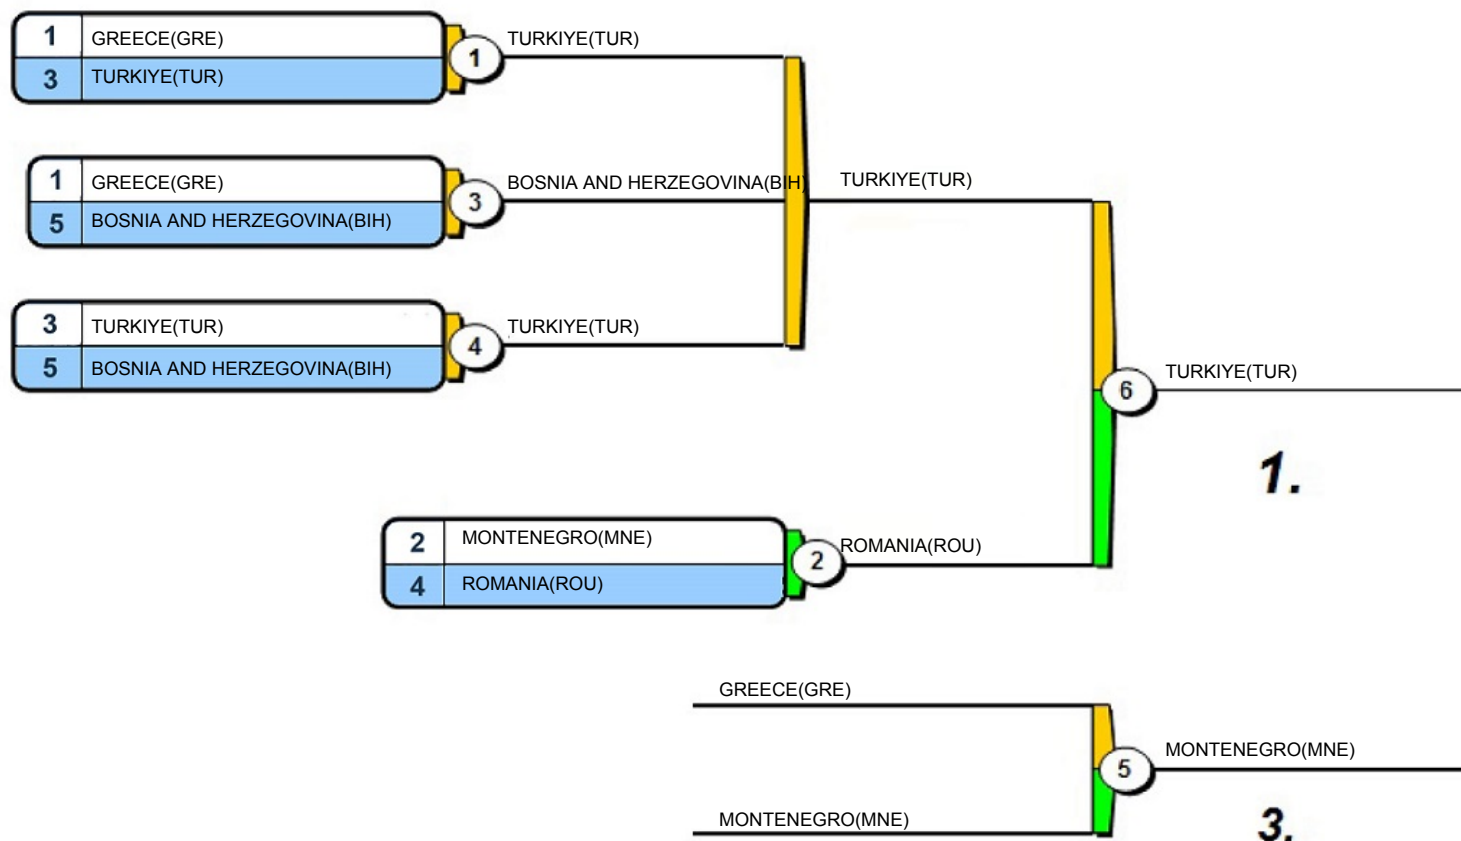 1 GREECE(GRE)
3 TURKIYE(TUR)
1 TURKIYE(TUR)
1 GREECE(GRE)
5 BOSNIA AND HERZEGOVINA(BIH)
3 BOSNIA AND HERZEGOVINA(BIH)
TURKIYE(TUR)
3 TURKIYE(TUR)
5 BOSNIA AND HERZEGOVINA(BIH)
4 TURKIYE(TUR)
6 TURKIYE(TUR)
1.
2 MONTENEGRO(MNE)
4 ROMANIA(ROU)
2 ROMANIA(ROU)
GREECE(GRE)
MONTENEGRO(MNE)
5 MONTENEGRO(MNE)
3.